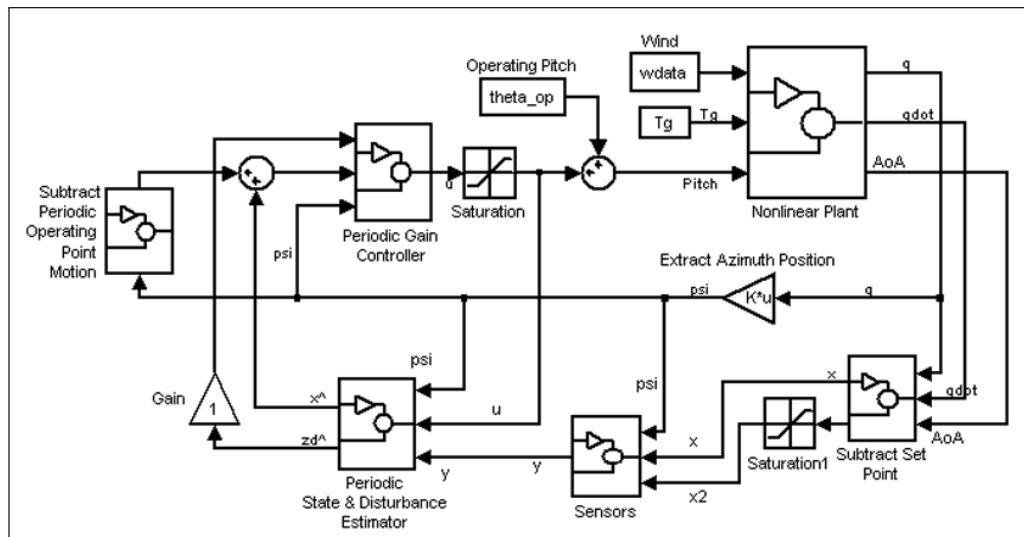 Wind
wdata
q
Operating Pitch
theta_op
Tg
Tg
qdot
AoA
Pitch
Nonlinear Plant
u
Saturation
Subtract
Periodic
Operating
Point
Motion
psi
Periodic Gain
Controller
Extract Azimuth Position
psi
K*u
q
psi
psi
x
qdot
Gain
1
x^
u
zd^
x
AoA
Saturation1
Subtract Set
Point
y
y
x2
Periodic
State & Disturbance
Estimator
Sensors